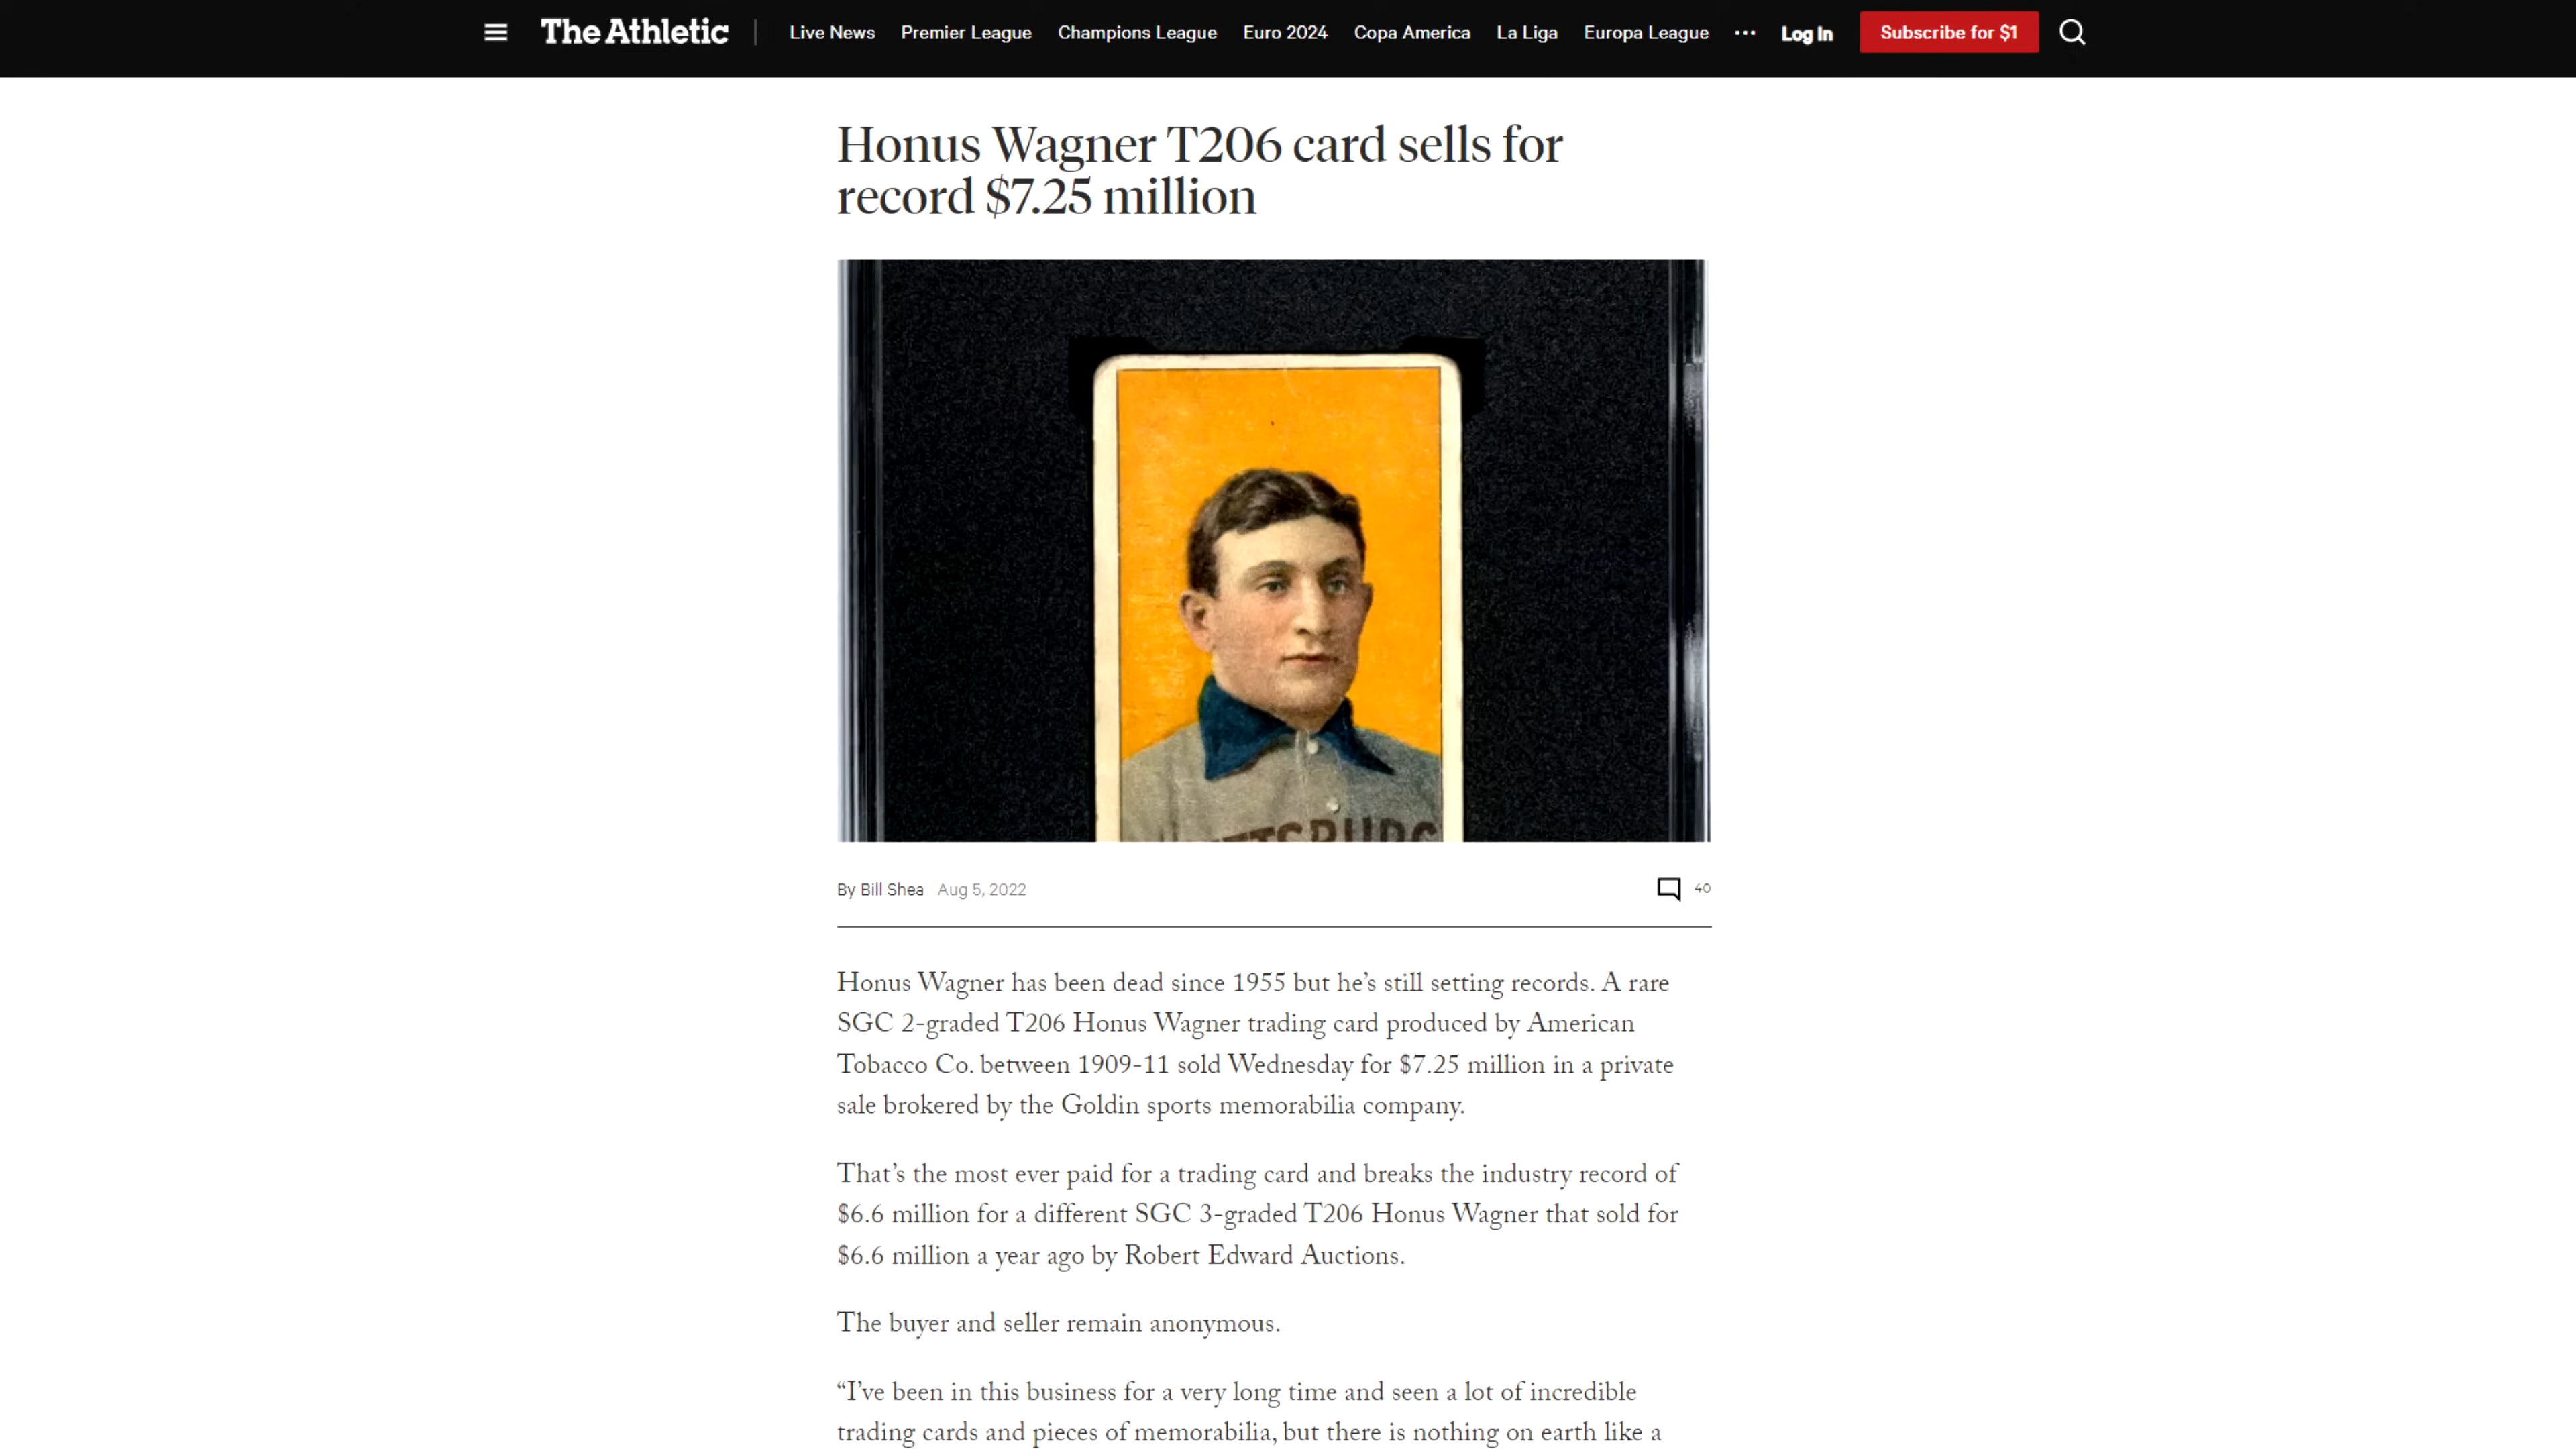 The Athletic
Live News Premier League Champions League Euro 2024 Copa America La Liga Europa League ... Log In Subscribe for $1
Honus Wagner T206 card sells for
record $7.25 million
By Bill Shea Aug 5, 2022 40
Honus Wagner has been dead since 1955 but he’s still setting records. A rare
SGC 2-graded T206 Honus Wagner trading card produced by American
Tobacco Co. between 1909-11 sold Wednesday for $7.25 million in a private
sale brokered by the Goldin sports memorabilia company.
That’s the most ever paid for a trading card and breaks the industry record of
$6.6 million for a different SGC 3-graded T206 Honus Wagner that sold for
$6.6 million a year ago by Robert Edward Auctions.
The buyer and seller remain anonymous.
“I’ve been in this business for a very long time and seen a lot of incredible
trading cards and pieces of memorabilia, but there is nothing on earth like a